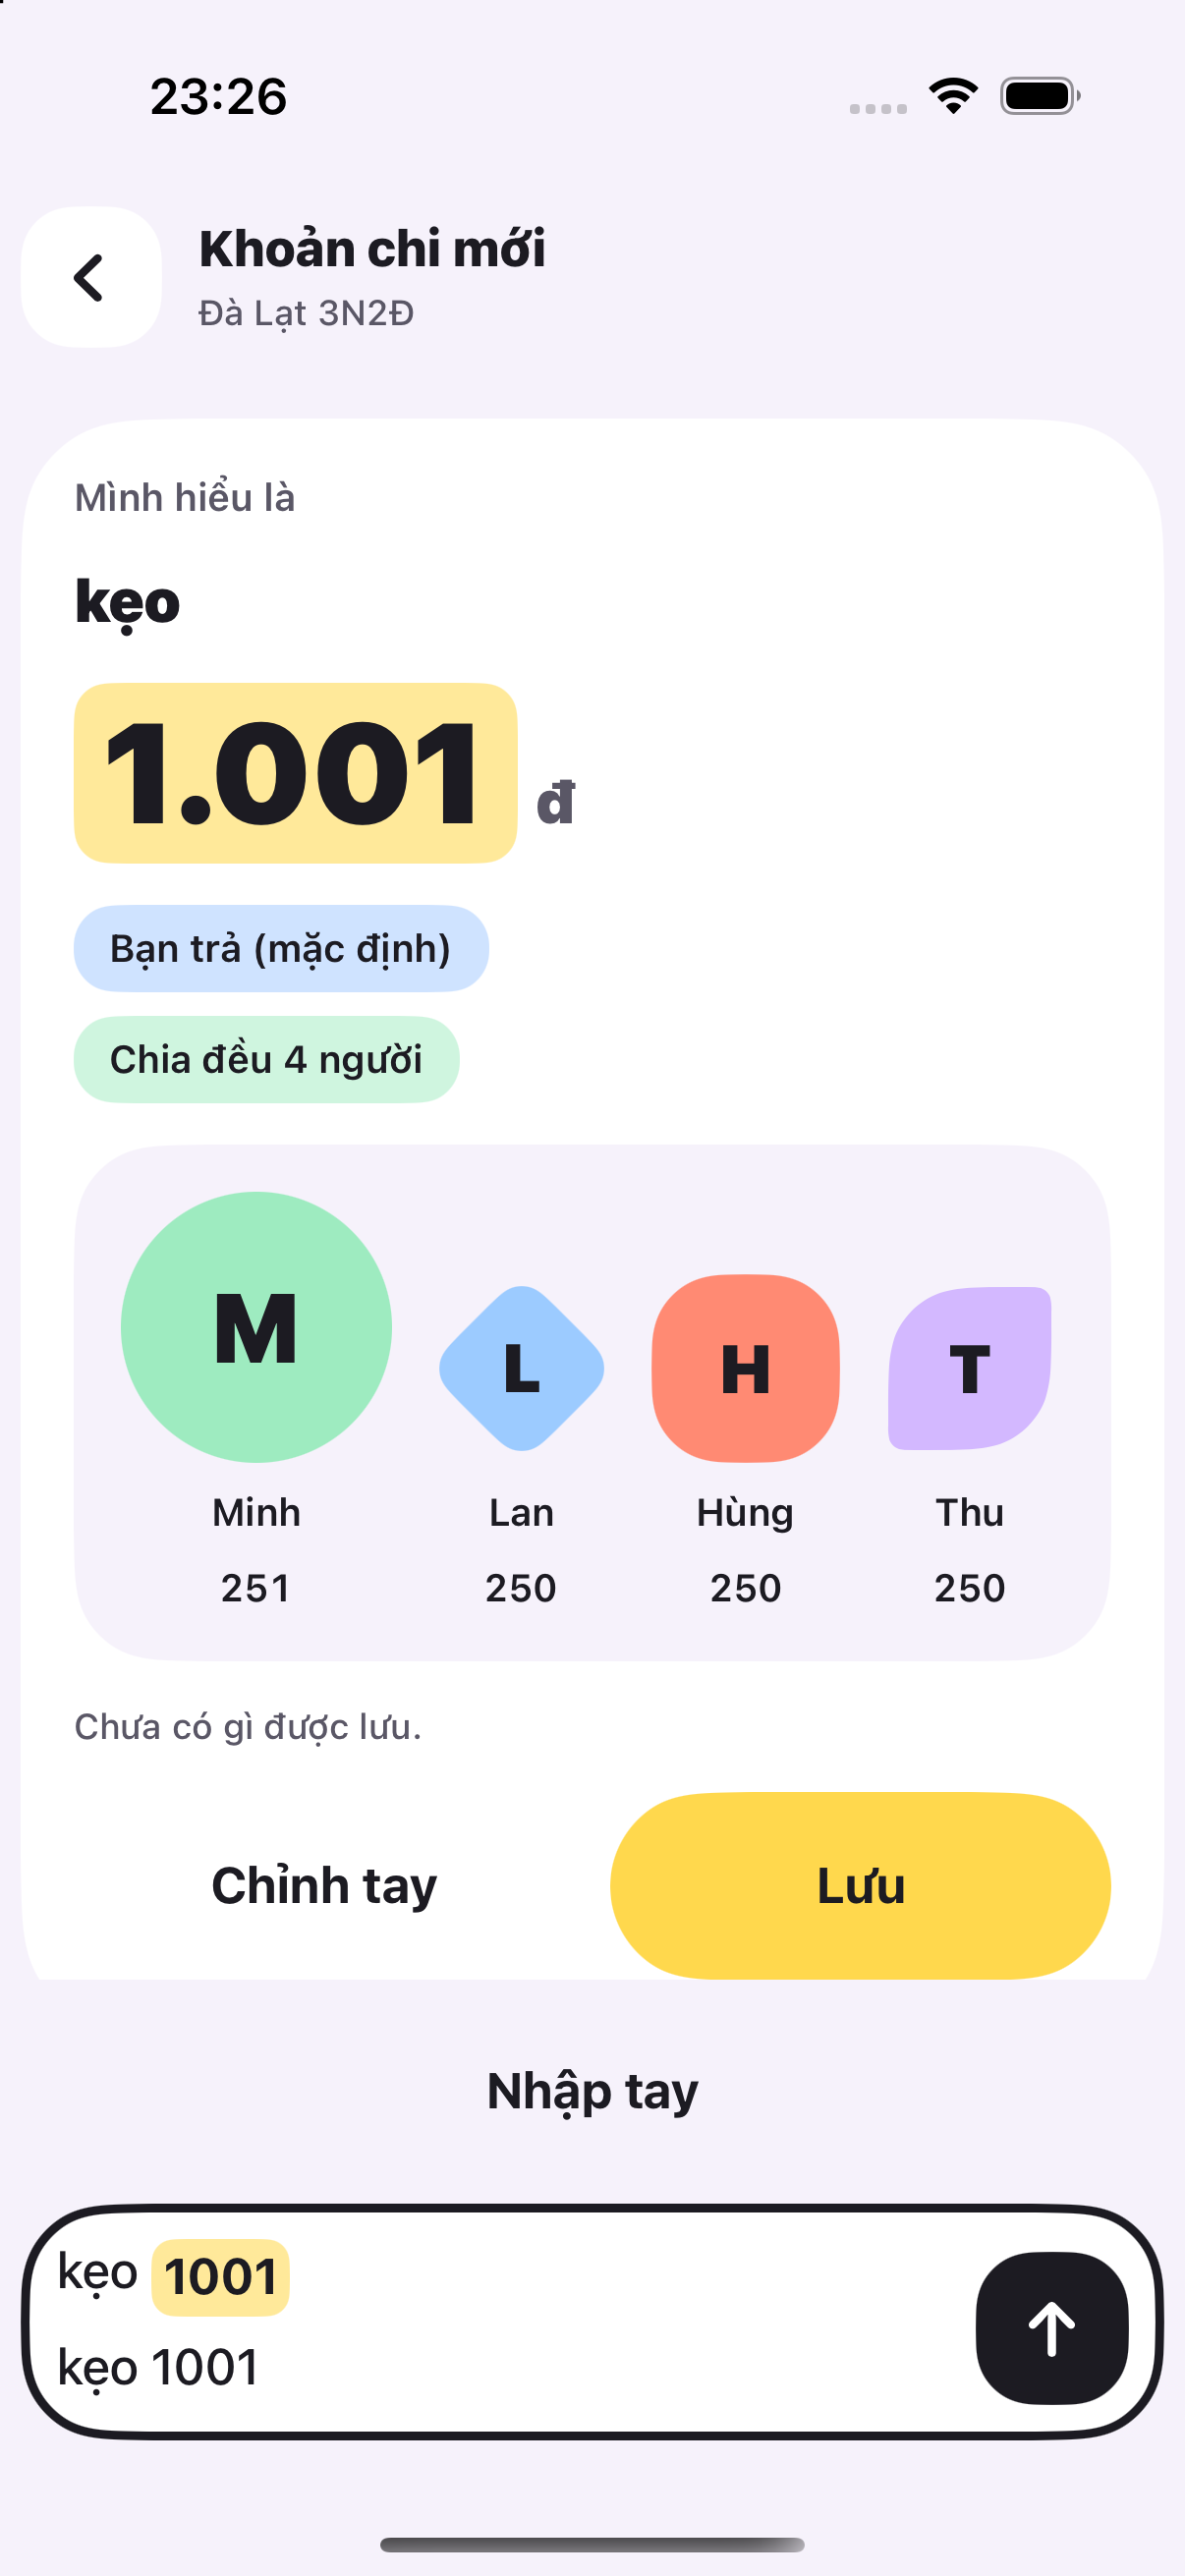 23:26
Khoản chi mới
Đà Lạt 3N2Đ
Mình hiểu là
kẹo
1.001 đ
Bạn trả (mặc định)
Chia đều 4 người
M L H T
Minh Lan Hùng Thu
251 250 250 250
Chưa có gì được lưu.
Chỉnh tay Lưu
Nhập tay
kẹo 1001
kẹo 1001